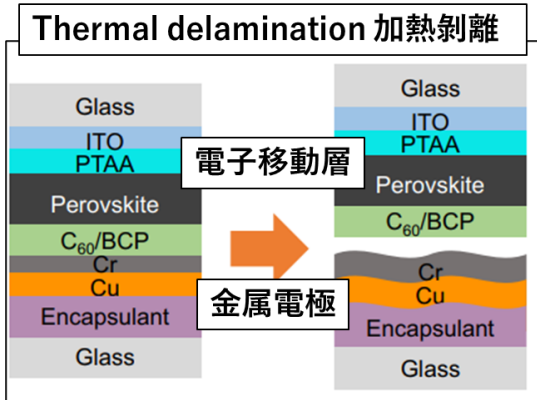 Thermal delamination 加熱剥離
Glass
ITO
PTAA
Perovskite
C₆₀/BCP
Cr
Cu
Encapsulant
Glass
電子移動層
金属電極
Glass
ITO
PTAA
Perovskite
C₆₀/BCP
Cr
Cu
Encapsulant
Glass